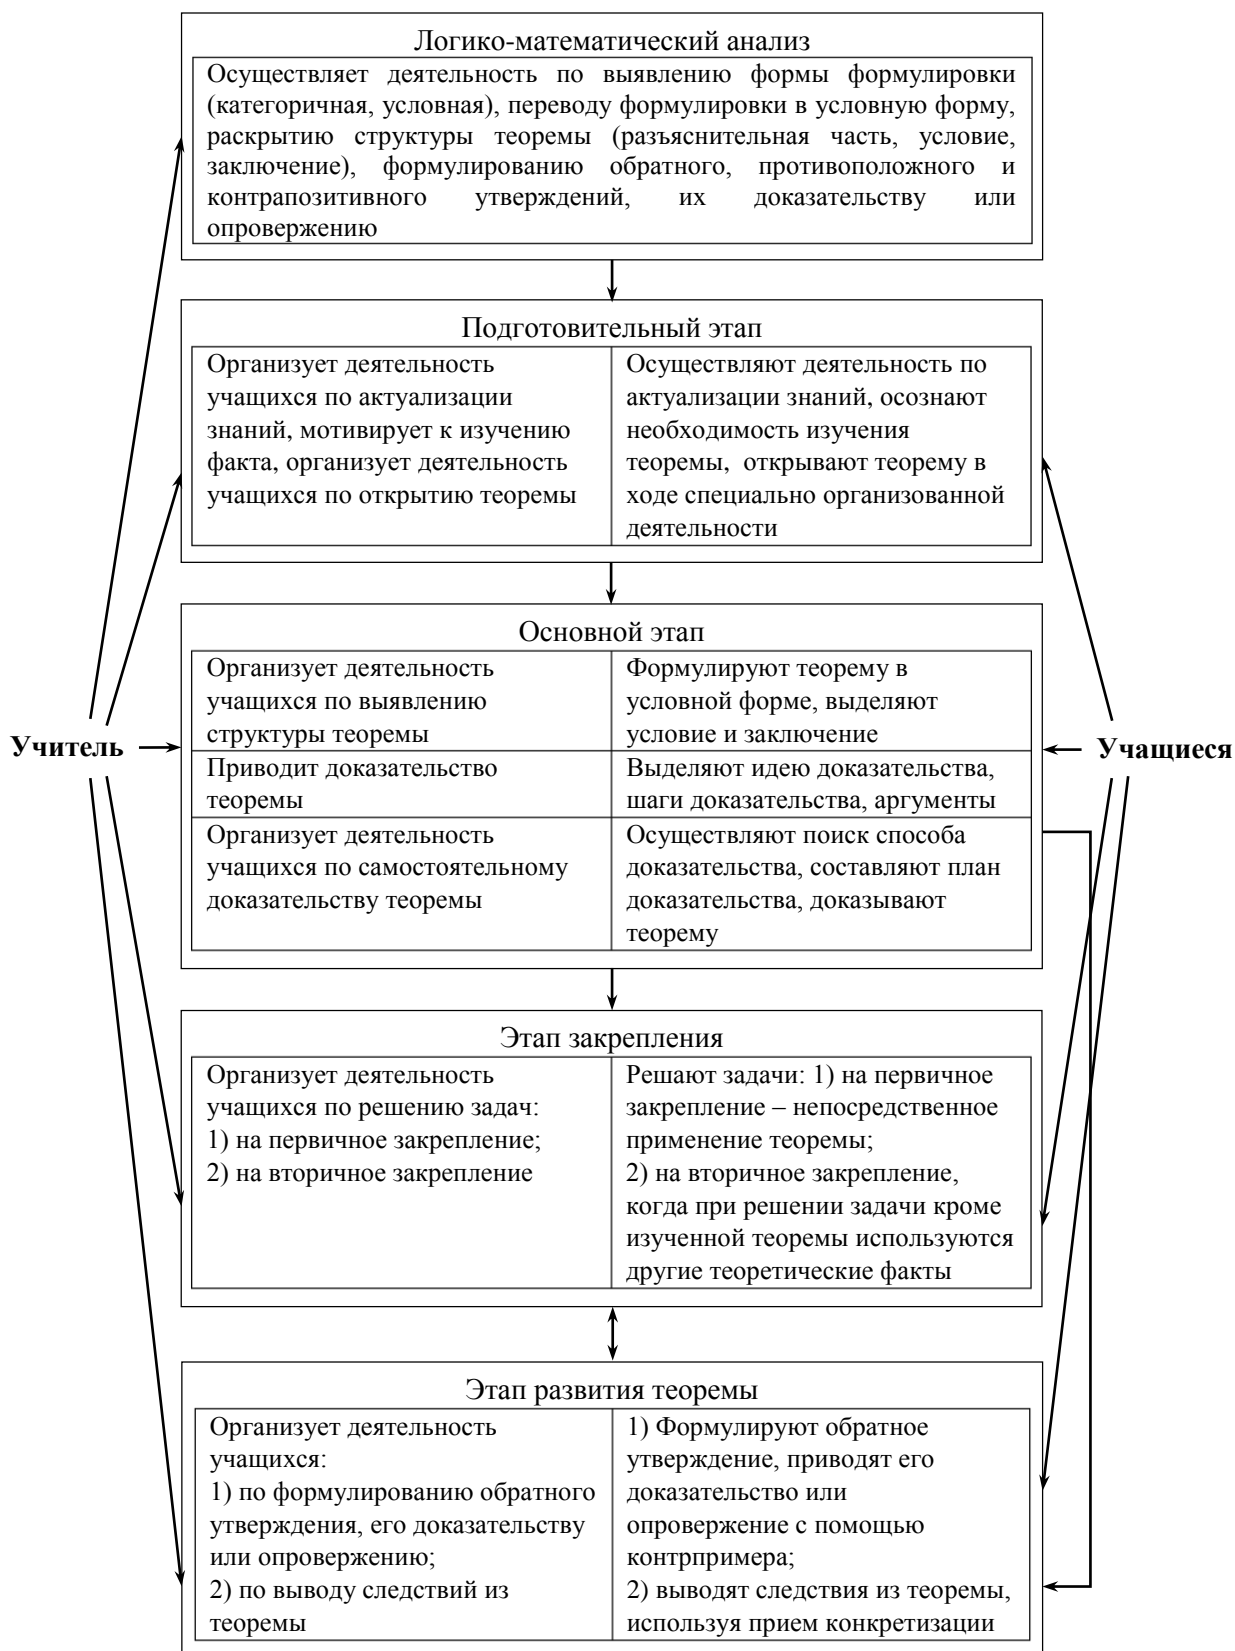 Логико-математический анализ
Осуществляет деятельность по выявлению формы формулировки
(категоричная, условная), переводу формулировки в условную форму,
раскрытию структуры теоремы (разъяснительная часть, условие,
заключение), формулированию обратного, противоположного и
контрапозитивного утверждений, их доказательству или
опровержению
Подготовительный этап
Организует деятельность
учащихся по актуализации
знаний, мотивирует к изучению
факта, организует деятельность
учащихся по открытию теоремы
Осуществляют деятельность по
актуализации знаний, осознают
необходимость изучения
теоремы, открывают теорему в
ходе специально организованной
деятельности
Основной этап
Организует деятельность
учащихся по выявлению
структуры теоремы
Формулируют теорему в
условной форме, выделяют
условие и заключение
Учитель
Учащиеся
Приводит доказательство
теоремы
Выделяют идею доказательства,
шаги доказательства, аргументы
Организует деятельность
учащихся по самостоятельному
доказательству теоремы
Осуществляют поиск способа
доказательства, составляют план
доказательства, доказывают
теорему
Этап закрепления
Организует деятельность
учащихся по решению задач:
1) на первичное закрепление;
2) на вторичное закрепление
Решают задачи: 1) на первичное
закрепление – непосредственное
применение теоремы;
2) на вторичное закрепление,
когда при решении задачи кроме
изученной теоремы используются
другие теоретические факты
Этап развития теоремы
Организует деятельность
учащихся:
1) по формулированию обратного
утверждения, его доказательству
или опровержению;
2) по выводу следствий из
теоремы
1) Формулируют обратное
утверждение, приводят его
доказательство или
опровержение с помощью
контрпримера;
2) выводят следствия из теоремы,
используя прием конкретизации